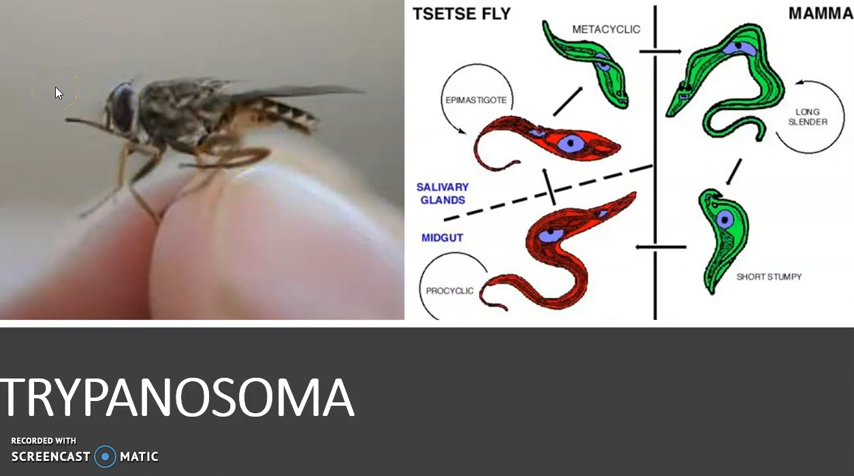 TSETSE FLY
MAMMA
METACYCLIC
EPIMASTIGOTE
LONG
SLENDER
SALIVARY
GLANDS
MIDGUT
PROCYCLIC
SHORT STUMPY
TRYPANOSOMA
RECORDED WITH
SCREENCAST MATIC